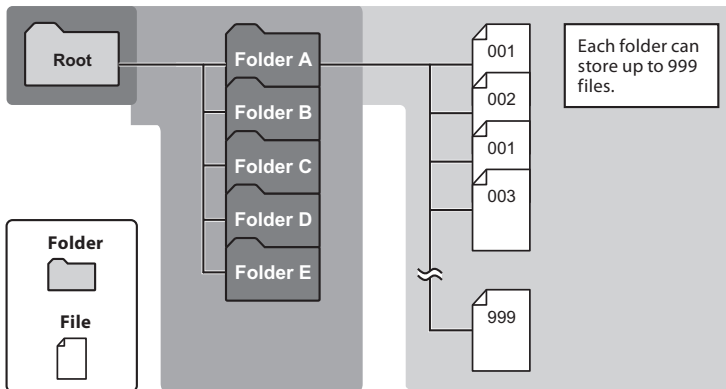 Root
Folder A
Folder B
Folder C
Folder D
Folder E
001
002
001
003
999
Each folder can
store up to 999
files.
Folder
File